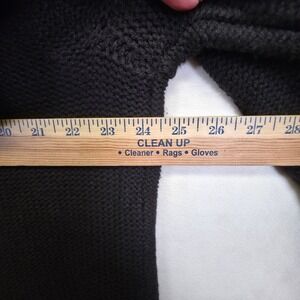 20 21 22 23 24 25 26 27 28
CLEAN UP
• Cleaner • Rags • Gloves